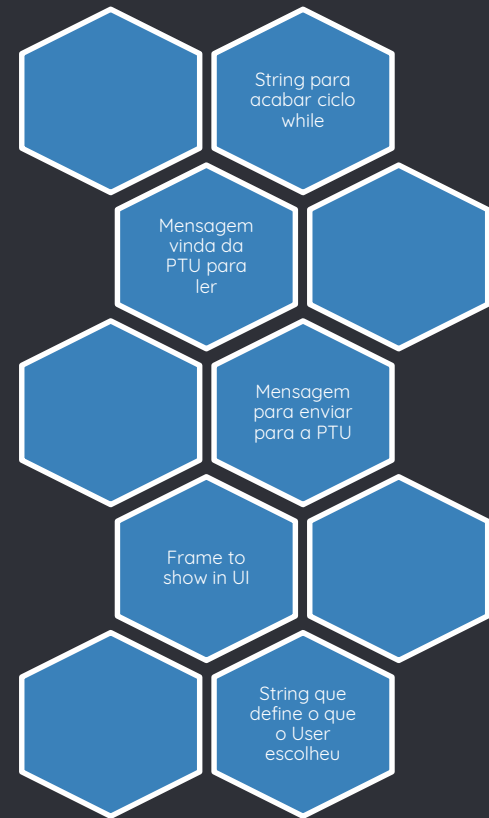 String para
acabar ciclo
while
Mensagem
vinda da
PTU para
ler
Mensagem
para enviar
para a PTU
Frame to
show in UI
String que
define o que
o User
escolheu